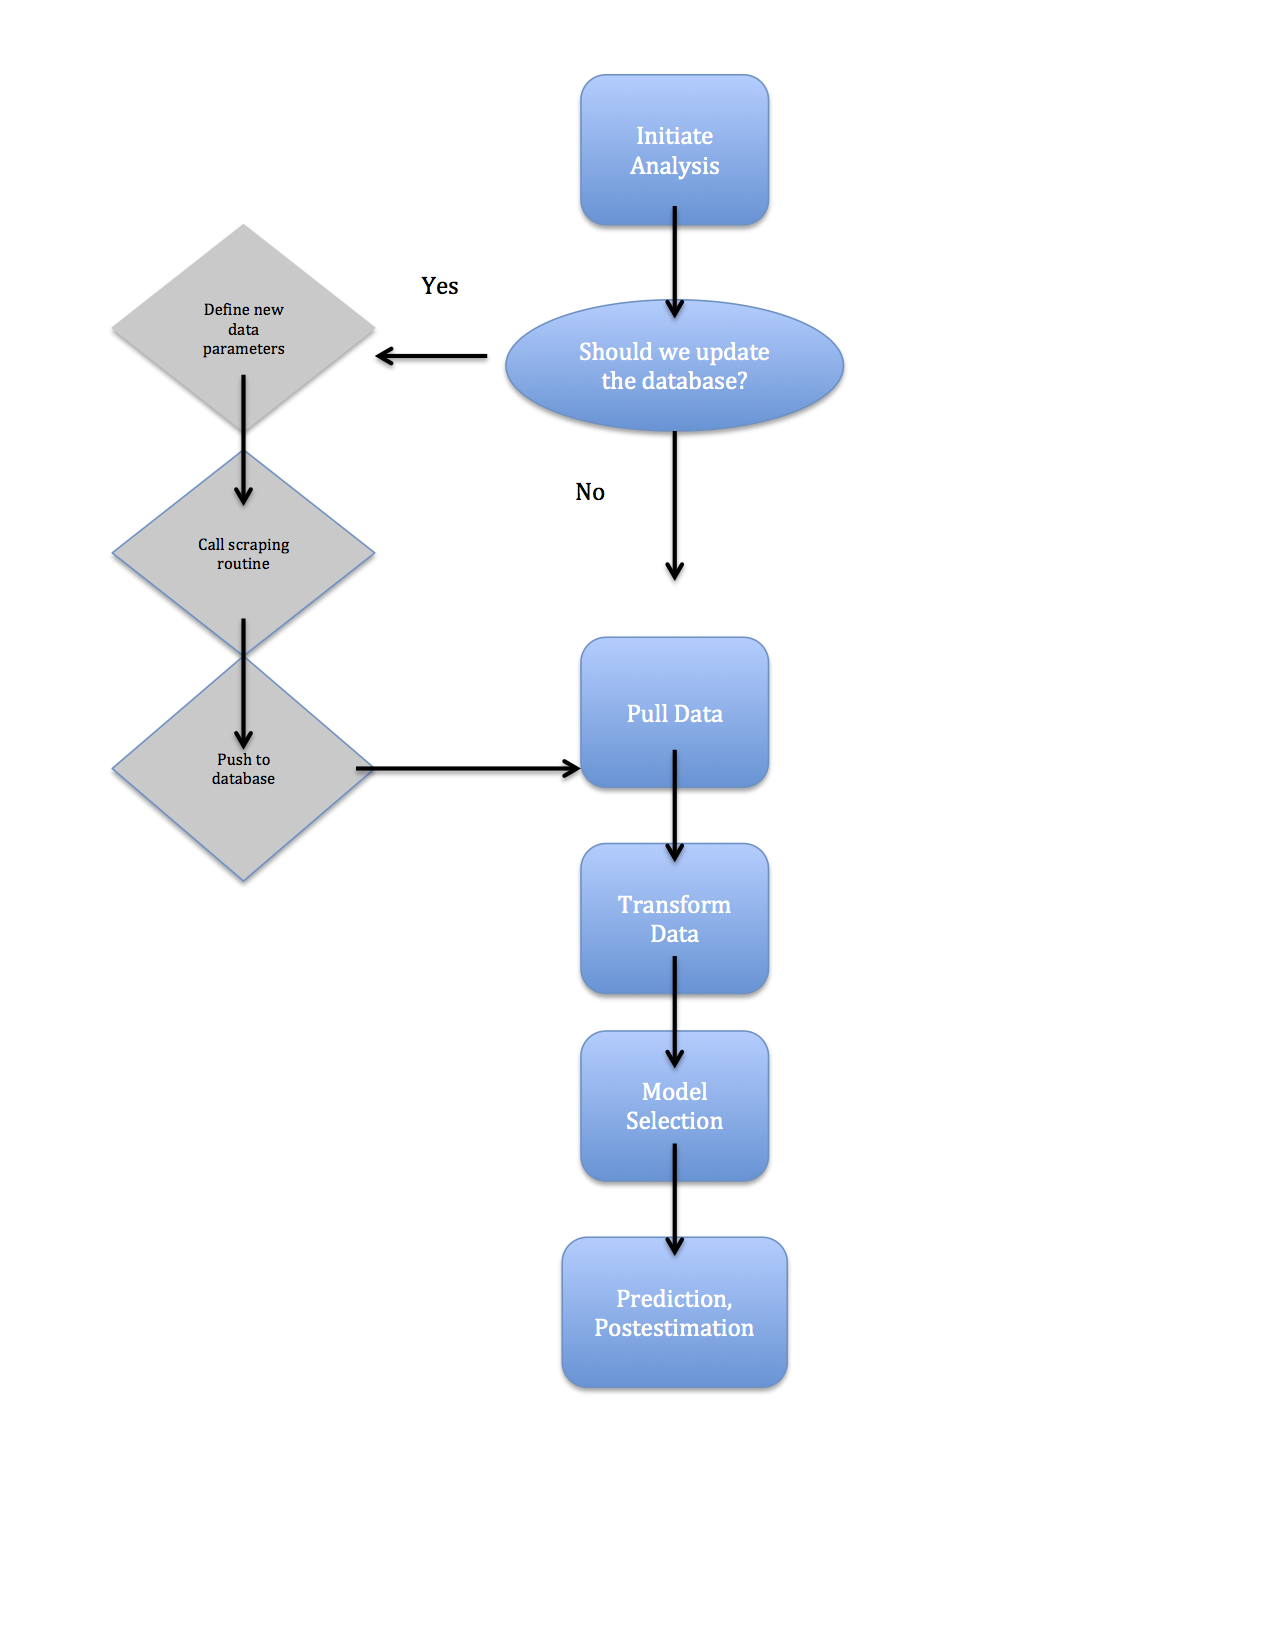 Initiate
Analysis
Yes
Define new
data
parameters
Should we update
the database?
No
Call scraping
routine
Push to
database
Pull Data
Transform
Data
Model
Selection
Prediction,
Postestimation